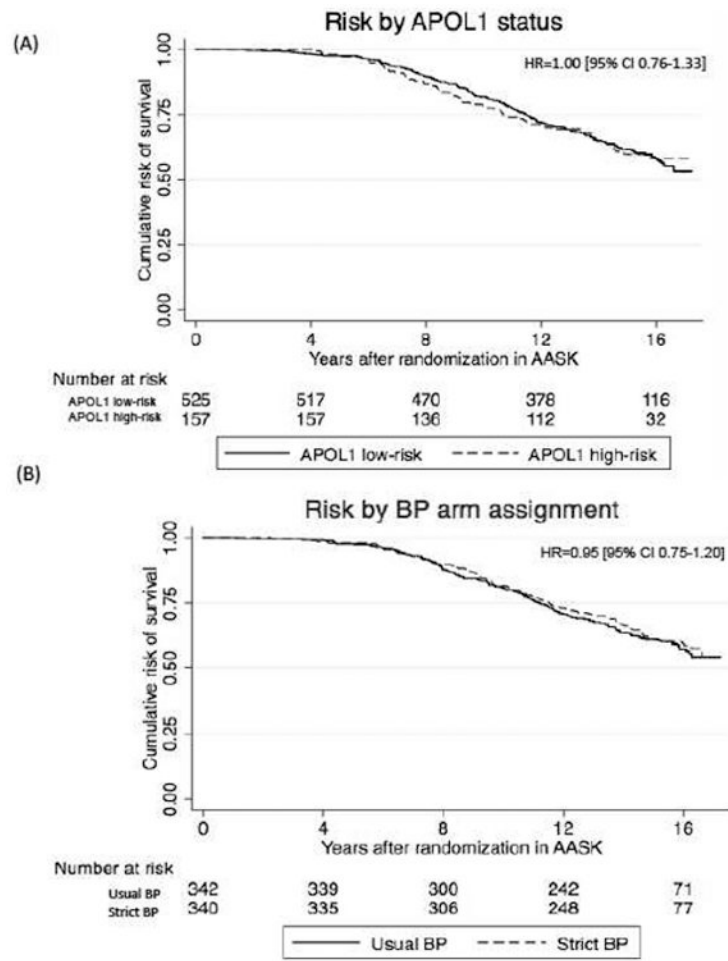 (A)
Risk by APOL1 status
HR=1.00 [95% CI 0.76-1.33]
Cumulative risk of survival
1.00
0.75
0.50
0.25
0.00
0 4 8 12 16
Years after randomization in AASK
Number at risk
APOL1 low-risk 525 517 470 378 116
APOL1 high-risk 157 157 136 112 32
APOL1 low-risk APOL1 high-risk
(B)
Risk by BP arm assignment
HR=0.95 [95% CI 0.75-1.20]
Cumulative risk of survival
1.00
0.75
0.50
0.25
0.00
0 4 8 12 16
Years after randomization in AASK
Number at risk
Usual BP 342 339 300 242 71
Strict BP 340 335 306 248 77
Usual BP Strict BP